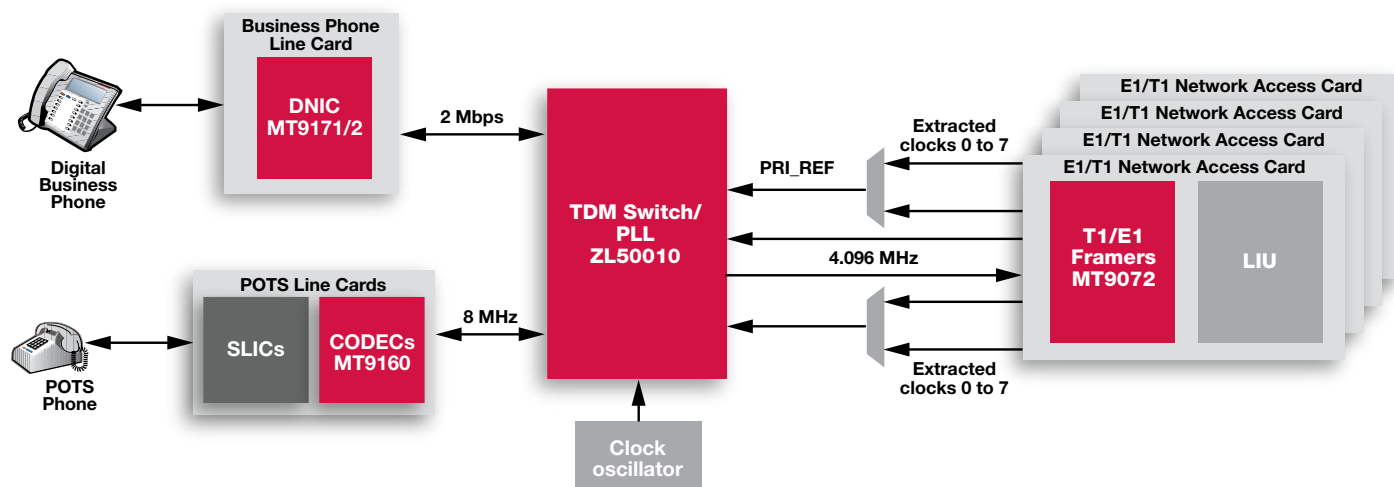 Business Phone
Line Card
DNIC
MT9171/2
Digital
Business
Phone
2 Mbps
POTS Line Cards
SLICs
CODECs
MT9160
POTS
Phone
8 MHz
TDM Switch/
PLL
ZL50010
Clock
oscillator
PRI_REF
Extracted
clocks 0 to 7
4.096 MHz
Extracted
clocks 0 to 7
E1/T1 Network Access Card
E1/T1 Network Access Card
E1/T1 Network Access Card
E1/T1 Network Access Card
T1/E1
Framers
MT9072
LIU